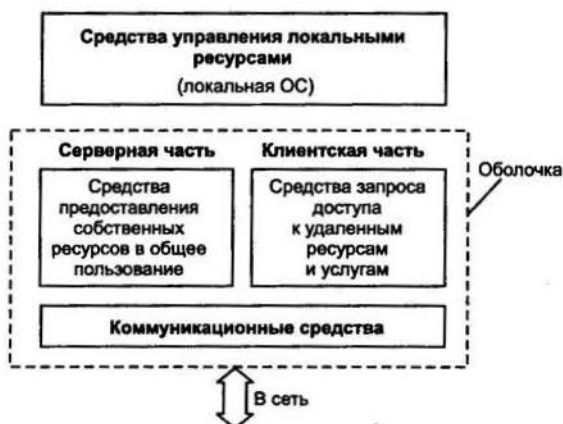 Средства управления локальными
ресурсами
(локальная ОС)
Серверная часть
Клиентская часть
Оболочка
Средства
предоставления
собственных
ресурсов в общее
пользование
Средства запроса
доступа
к удаленным
ресурсам
и услугам
Коммуникационные средства
В сеть